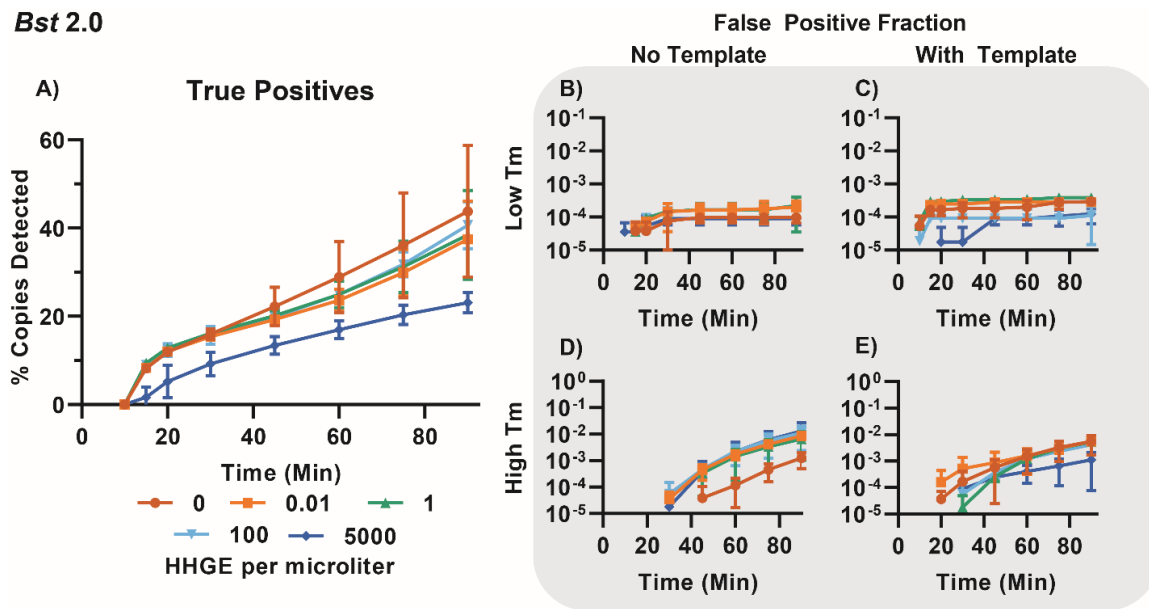 Bst 2.0
False Positive Fraction
No Template
With Template
A)
True Positives
60
40
20
0
% Copies Detected
0
20
40
60
80
Time (Min)
0
0.01
1
100
5000
HHGE per microliter
Low Tm
B)
10-1
10-2
10-3
10-4
10-5
0
20
40
60
80
Time (Min)
C)
10-1
10-2
10-3
10-4
10-5
0
20
40
60
80
Time (Min)
High Tm
D)
100
10-1
10-2
10-3
10-4
10-5
0
20
40
60
80
Time (Min)
E)
100
10-1
10-2
10-3
10-4
10-5
0
20
40
60
80
Time (Min)